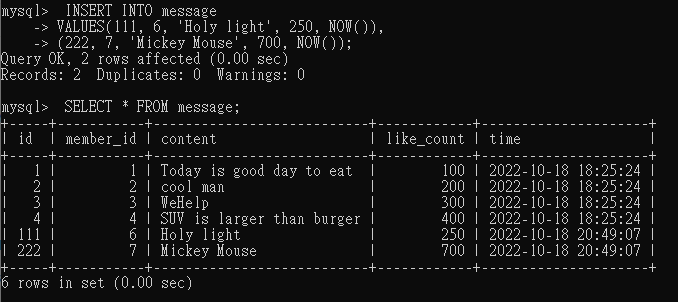 mysql>  INSERT INTO message
    -> VALUES(111, 6, 'Holy light', 250, NOW()),
    -> (222, 7, 'Mickey Mouse', 700, NOW());
Query OK, 2 rows affected (0.00 sec)
Records: 2  Duplicates: 0  Warnings: 0

mysql>  SELECT * FROM message;
+-----+-----------+-------------------------+------------+---------------------+
| id  | member_id | content                 | like_count | time                |
+-----+-----------+-------------------------+------------+---------------------+
|   1 |         1 | Today is good day to eat |        100 | 2022-10-18 18:25:24 |
|   2 |         2 | cool man                |        200 | 2022-10-18 18:25:24 |
|   3 |         3 | WeHelp                  |        300 | 2022-10-18 18:25:24 |
|   4 |         4 | SUV is larger than burger |        400 | 2022-10-18 18:25:24 |
| 111 |         6 | Holy light              |        250 | 2022-10-18 20:49:07 |
| 222 |         7 | Mickey Mouse            |        700 | 2022-10-18 20:49:07 |
+-----+-----------+-------------------------+------------+---------------------+
6 rows in set (0.00 sec)